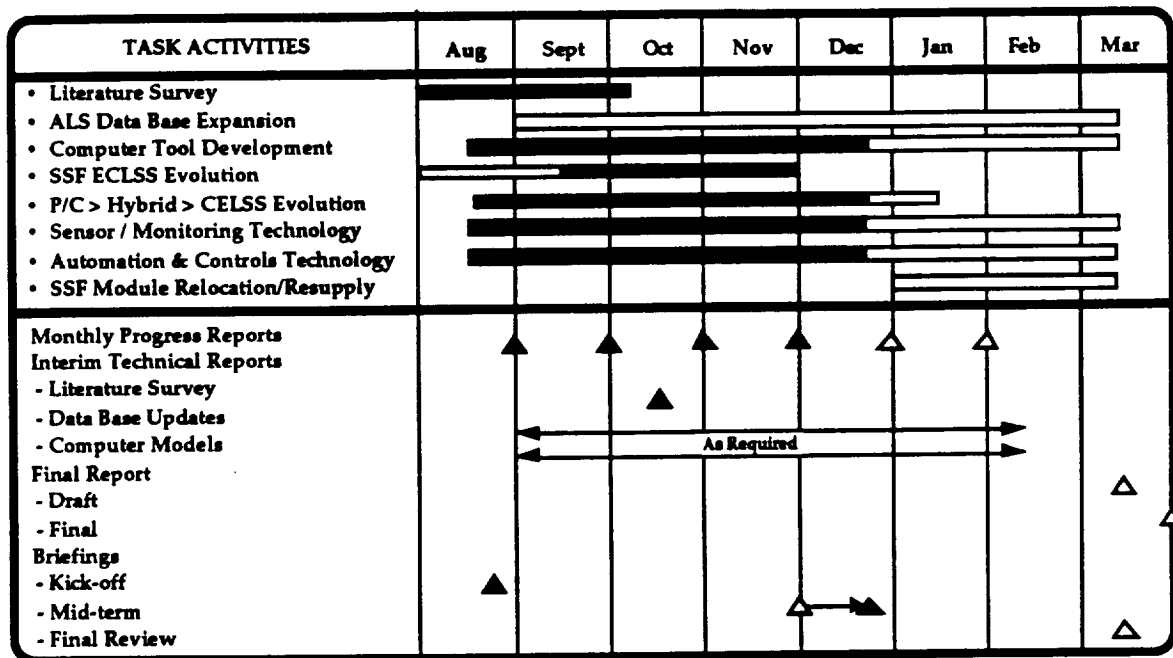 TASK ACTIVITIES Aug Sept Oct Nov Dec Jan Feb Mar
• Literature Survey
• ALS Data Base Expansion
• Computer Tool Development
• SSF ECLSS Evolution
• P/C > Hybrid > CELSS Evolution
• Sensor / Monitoring Technology
• Automation & Controls Technology
• SSF Module Relocation/Resupply
Monthly Progress Reports
Interim Technical Reports
- Literature Survey
- Data Base Updates
- Computer Models
As Required
Final Report
- Draft
- Final
Briefings
- Kick-off
- Mid-term
- Final Review